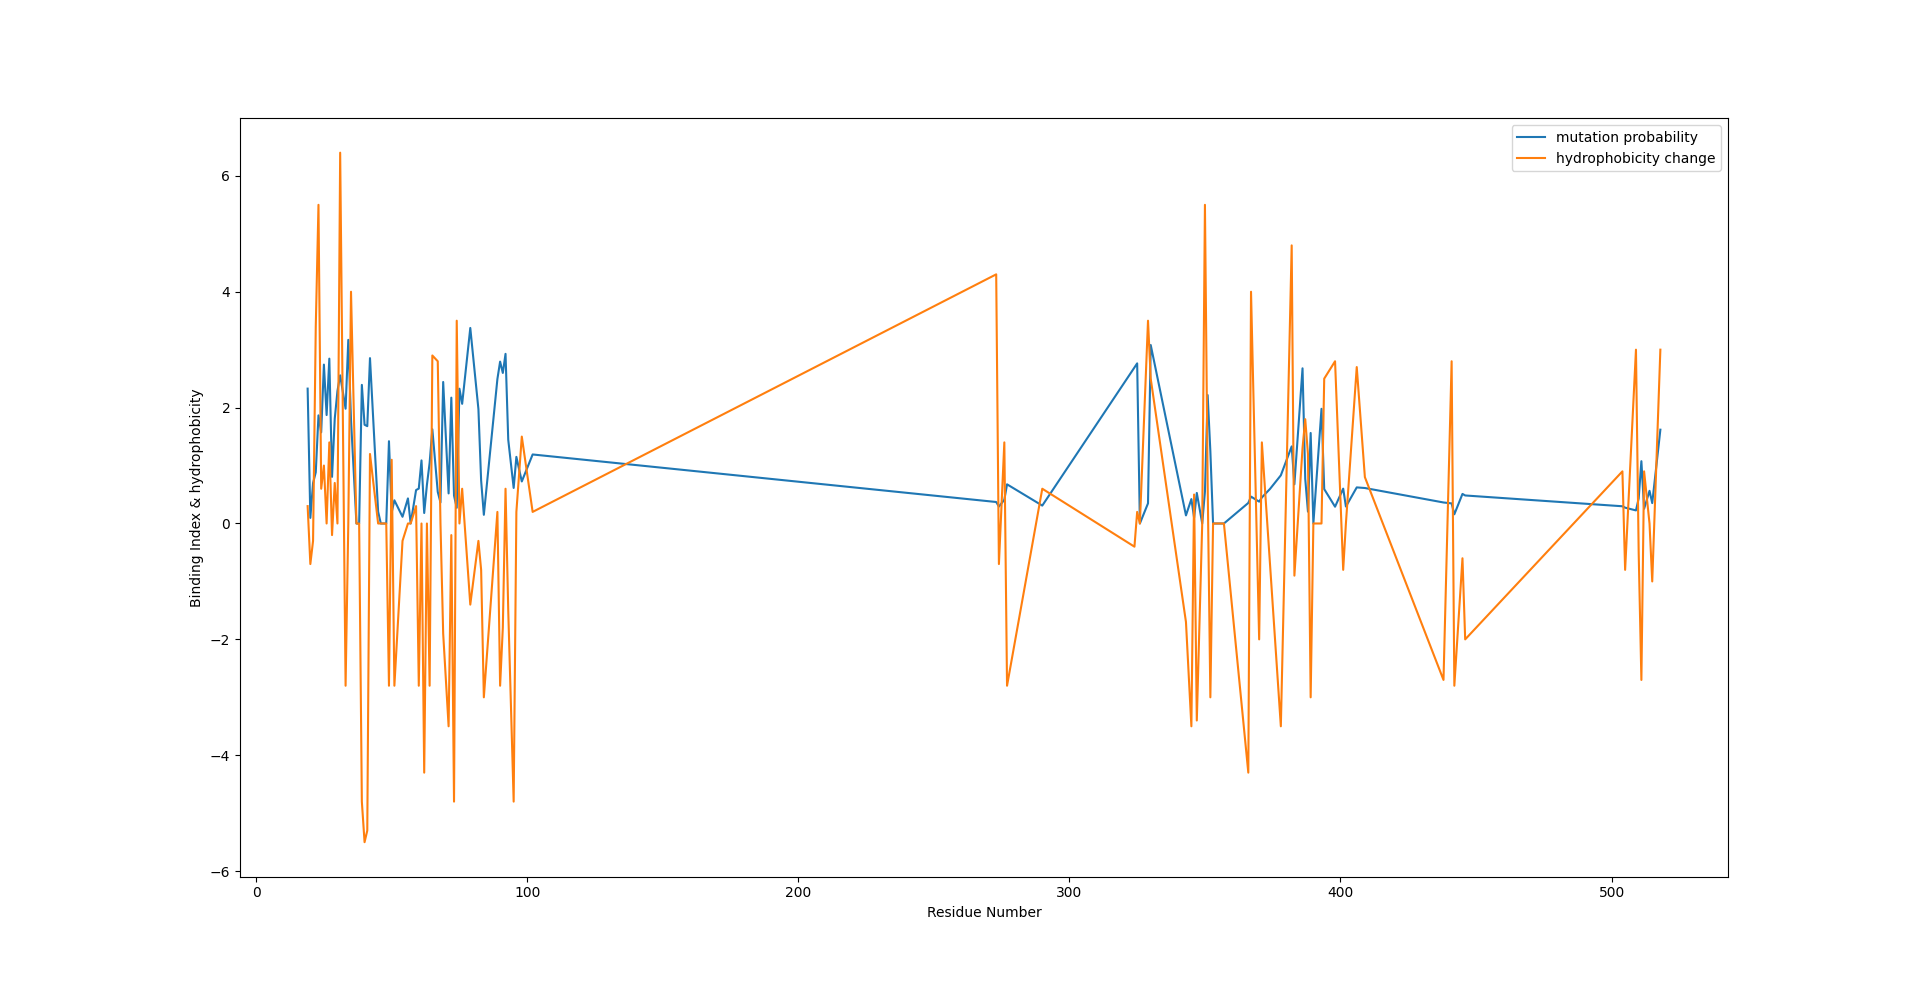 mutation probability
hydrophobicity change
6
4
2
0
−2
−4
−6
Binding Index & hydrophobicity
0 100 200 300 400 500
Residue Number